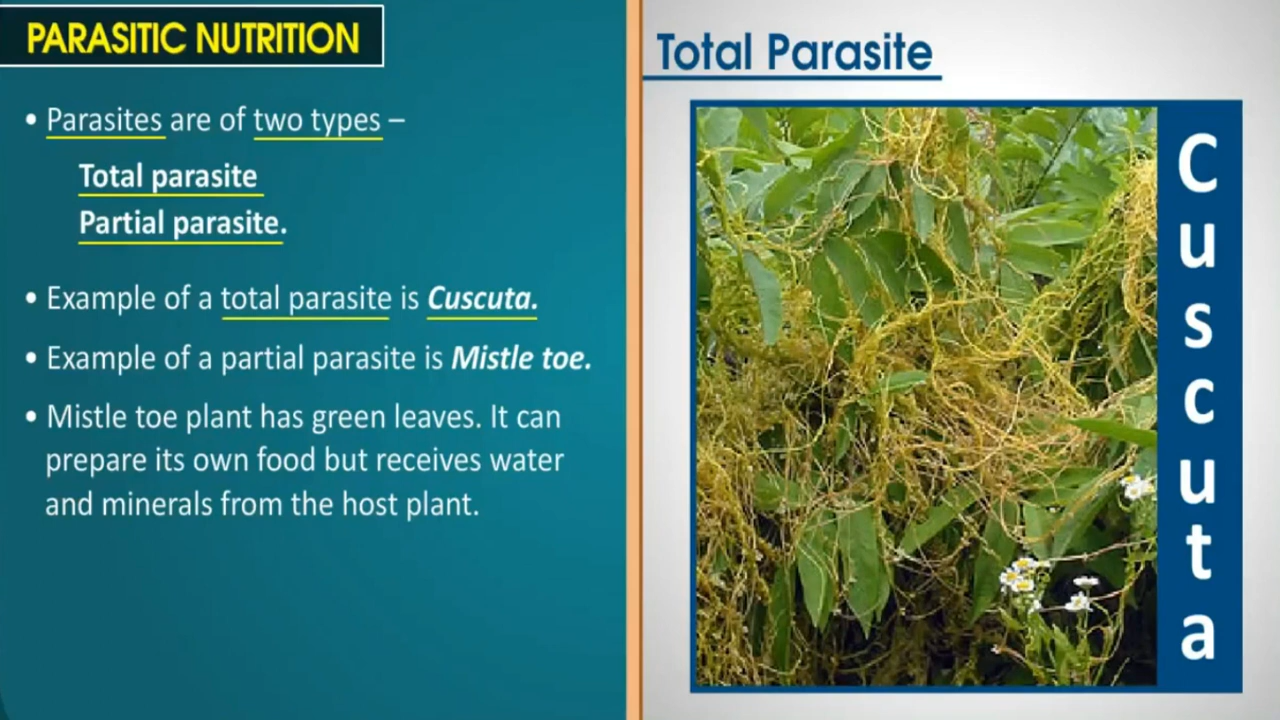 PARASITIC NUTRITION
• Parasites are of two types –
Total parasite
Partial parasite.
• Example of a total parasite is Cuscuta.
• Example of a partial parasite is Mistle toe.
• Mistle toe plant has green leaves. It can
prepare its own food but receives water
and minerals from the host plant.
Total Parasite
Cuscuta